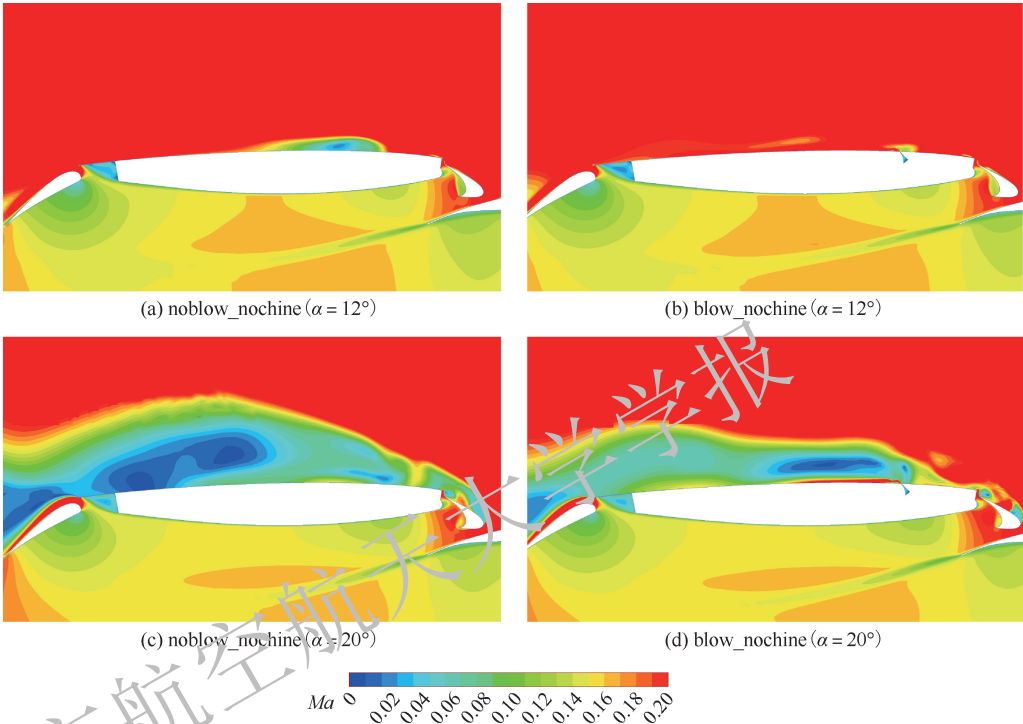 (a) noblow_nochine(α = 12°)
(b) blow_nochine(α = 12°)
(c) noblow_nochine(α = 20°)
(d) blow_nochine(α = 20°)
Ma 0 0.02 0.04 0.06 0.08 0.10 0.12 0.14 0.16 0.18 0.20
航空航天大学学报